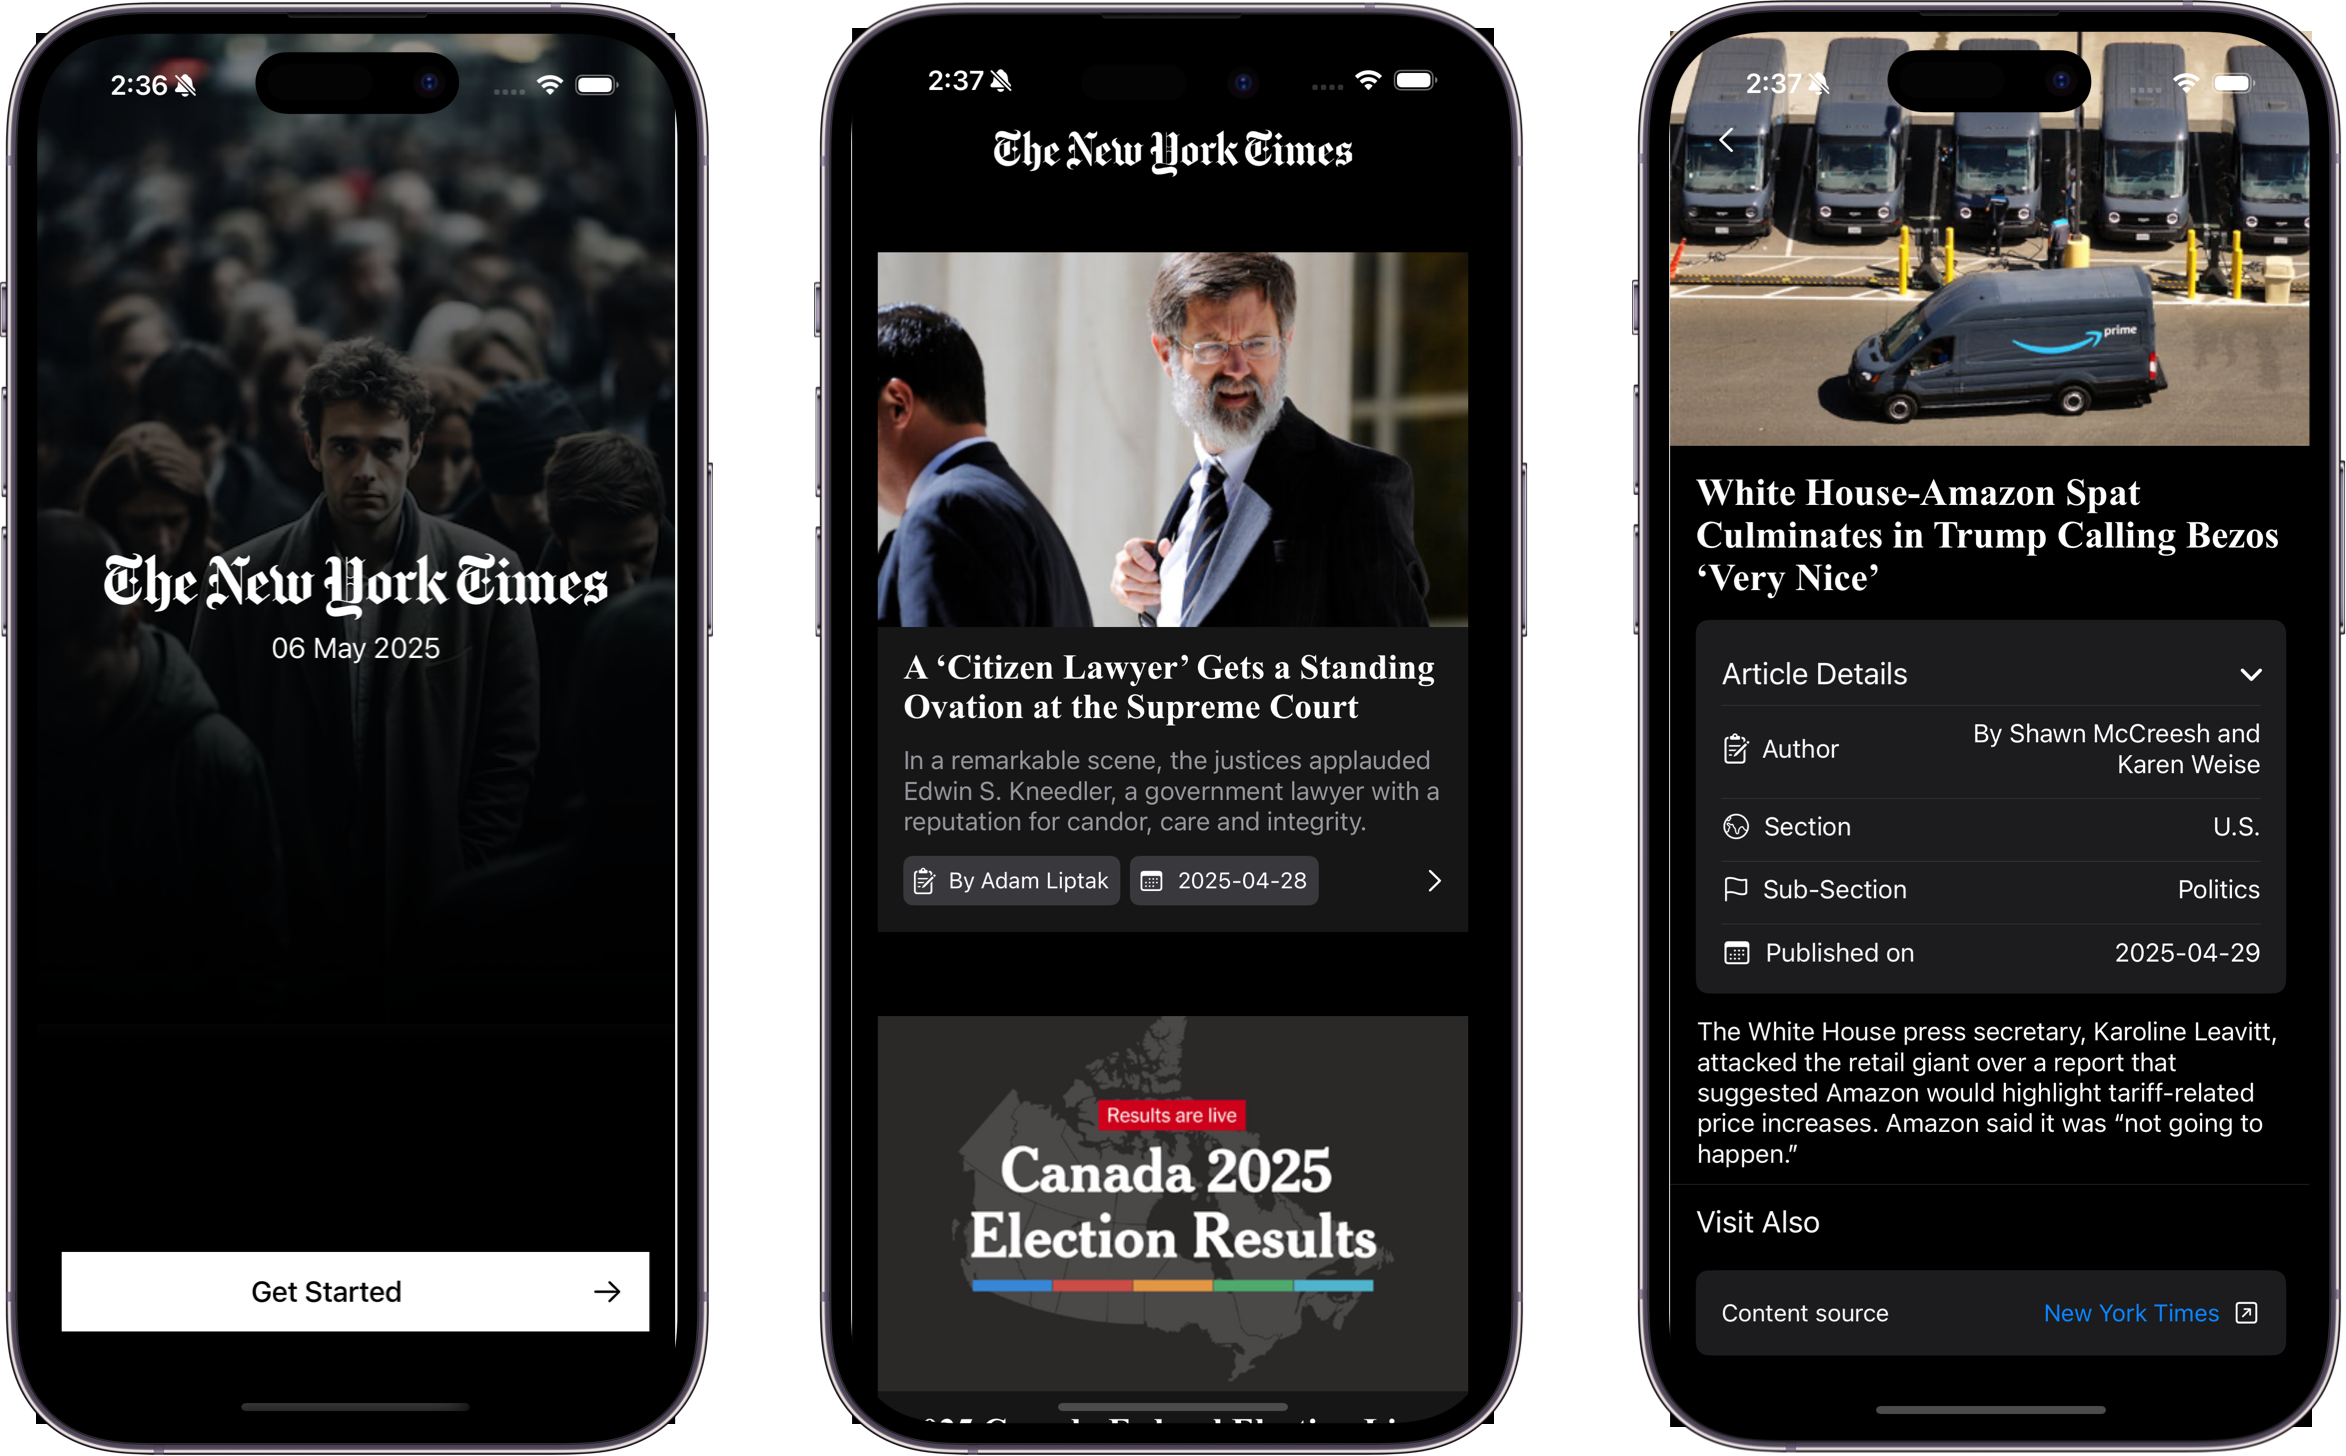 2:36
The New York Times
06 May 2025
Get Started
2:37
The New York Times
A ‘Citizen Lawyer’ Gets a Standing
Ovation at the Supreme Court
In a remarkable scene, the justices applauded
Edwin S. Kneedler, a government lawyer with a
reputation for candor, care and integrity.
By Adam Liptak
2025-04-28
Results are live
Canada 2025
Election Results
2:37
prime
White House-Amazon Spat
Culminates in Trump Calling Bezos
‘Very Nice’
Article Details
Author
By Shawn McCreesh and
Karen Weise
Section
U.S.
Sub-Section
Politics
Published on
2025-04-29
The White House press secretary, Karoline Leavitt,
attacked the retail giant over a report that
suggested Amazon would highlight tariff-related
price increases. Amazon said it was “not going to
happen.”
Visit Also
Content source
New York Times